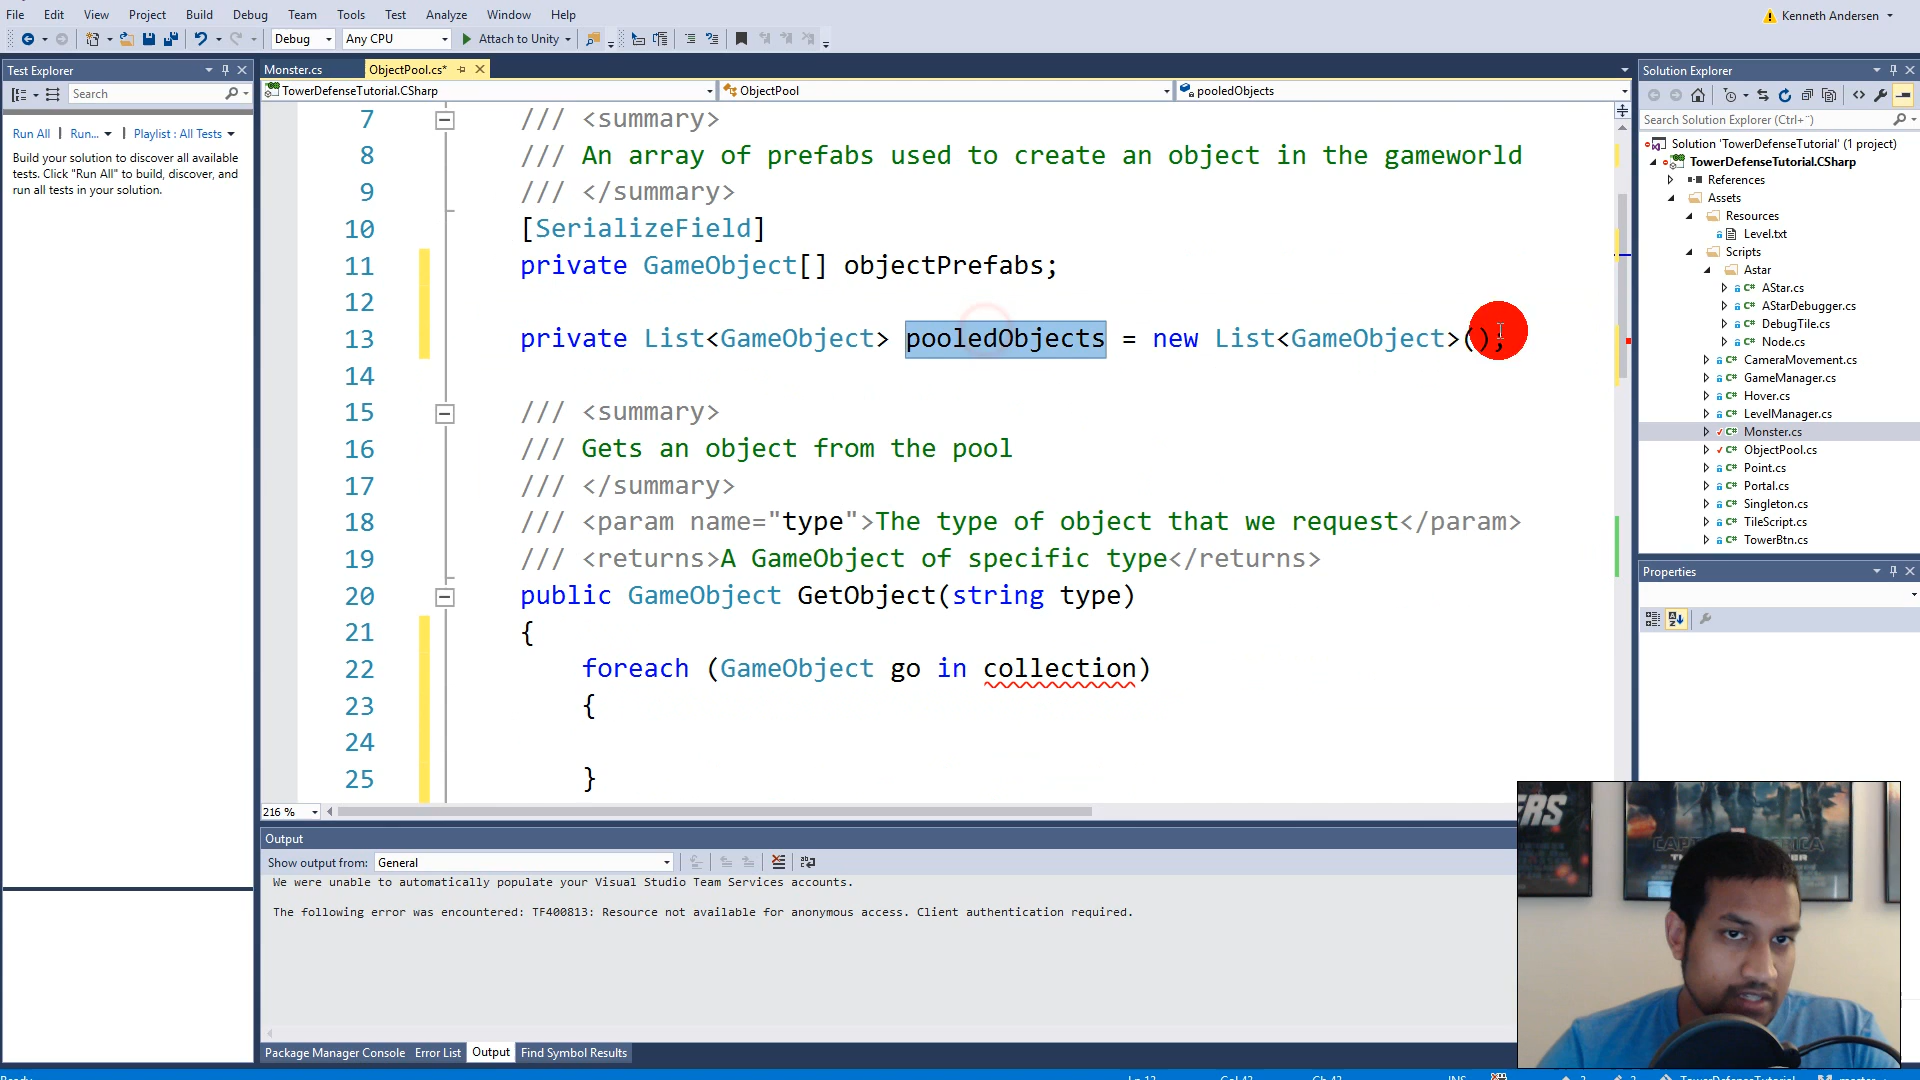 File Edit View Project Build Debug Team Tools Test Analyze Window Help
Kenneth Andersen
Debug Any CPU Attach to Unity
Test Explorer
Search
Run All | Run... | Playlist : All Tests
Build your solution to discover all available
tests. Click "Run All" to build, discover, and
run all tests in your solution.
Monster.cs ObjectPool.cs*
TowerDefenseTutorial.CSharp ObjectPool pooledObjects
7 /// <summary>
8 /// An array of prefabs used to create an object in the gameworld
9 /// </summary>
10 [SerializeField]
11 private GameObject[] objectPrefabs;
12
13 private List<GameObject> pooledObjects = new List<GameObject>();
14
15 /// <summary>
16 /// Gets an object from the pool
17 /// </summary>
18 /// <param name="type">The type of object that we request</param>
19 /// <returns>A GameObject of specific type</returns>
20 public GameObject GetObject(string type)
21 {
22 foreach (GameObject go in collection)
23 {
24
25 }
216 %
Output
Show output from: General
We were unable to automatically populate your Visual Studio Team Services accounts.
The following error was encountered: TF400813: Resource not available for anonymous access. Client authentication required.
Package Manager Console Error List Output Find Symbol Results
Solution Explorer
Search Solution Explorer (Ctrl+¨)
Solution 'TowerDefenseTutorial' (1 project)
TowerDefenseTutorial.CSharp
References
Assets
Resources
Level.txt
Scripts
Astar
C# AStar.cs
C# AStarDebugger.cs
C# DebugTile.cs
C# Node.cs
C# CameraMovement.cs
C# GameManager.cs
C# Hover.cs
C# LevelManager.cs
C# Monster.cs
C# ObjectPool.cs
C# Point.cs
C# Portal.cs
C# Singleton.cs
C# TileScript.cs
C# TowerBtn.cs
Properties